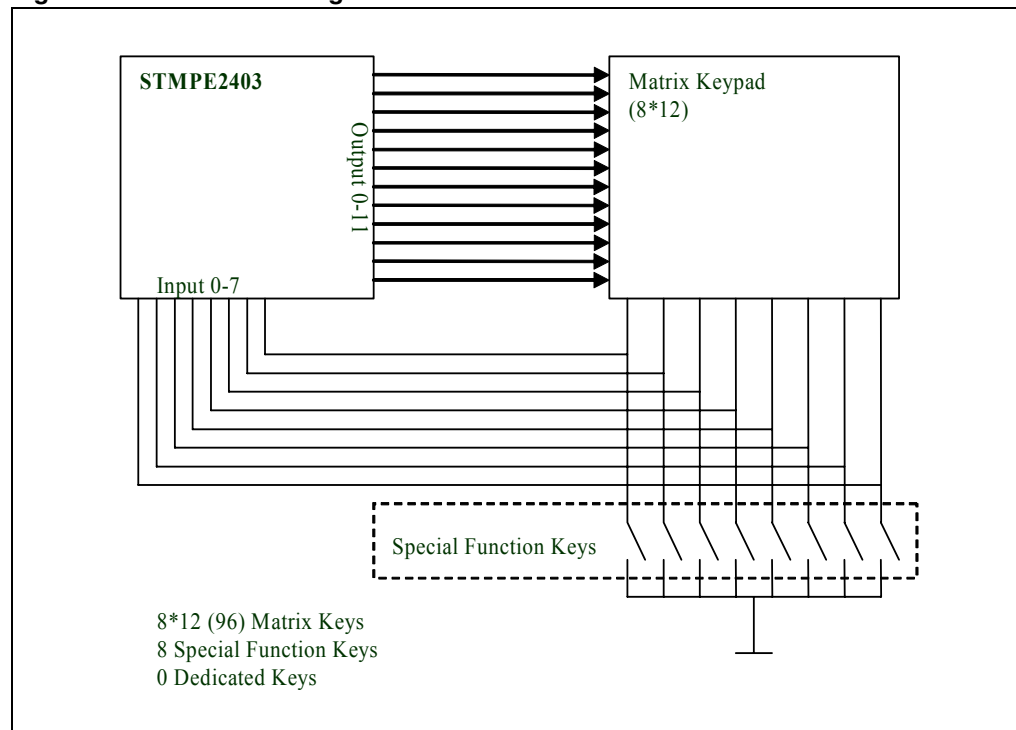 STMPE2403
Matrix Keypad
(8*12)
Output 0-11
Input 0-7
Special Function Keys
8*12 (96) Matrix Keys
8 Special Function Keys
0 Dedicated Keys